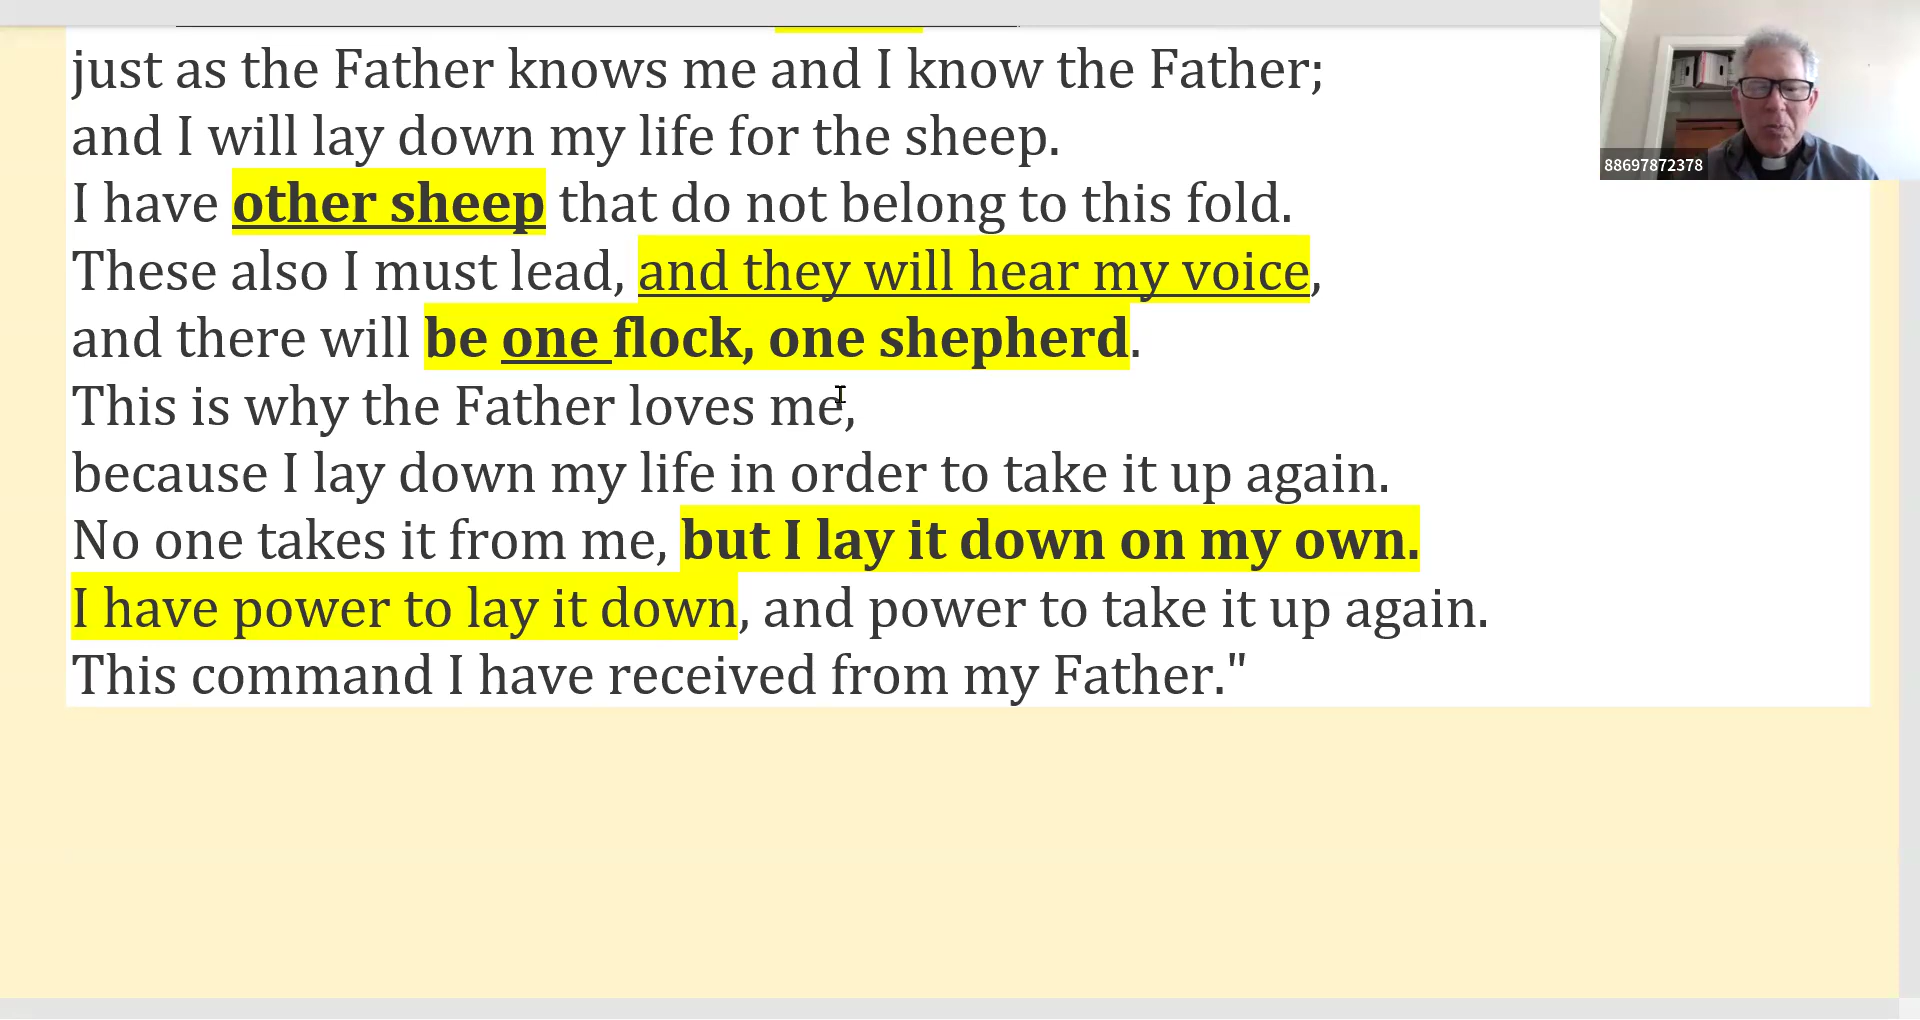 just as the Father knows me and I know the Father;
and I will lay down my life for the sheep.
I have other sheep that do not belong to this fold.
These also I must lead, and they will hear my voice,
and there will be one flock, one shepherd.
This is why the Father loves me,
because I lay down my life in order to take it up again.
No one takes it from me, but I lay it down on my own.
I have power to lay it down, and power to take it up again.
This command I have received from my Father."
88697872378